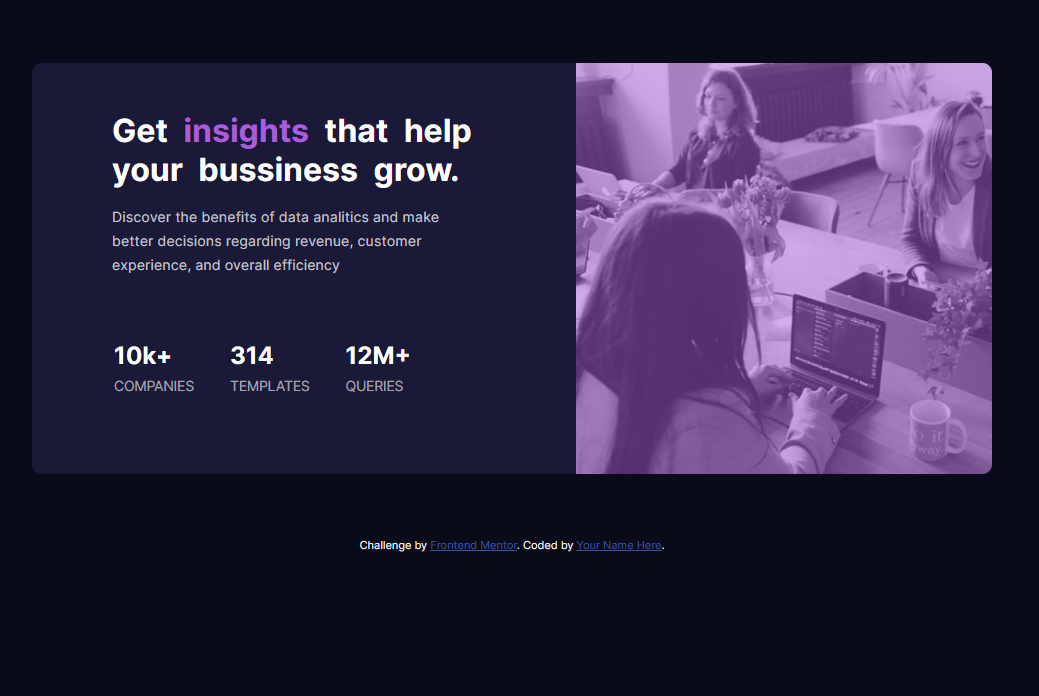 Get insights that help
your bussiness grow.
Discover the benefits of data analitics and make
better decisions regarding revenue, customer
experience, and overall efficiency
10k+ 314 12M+
COMPANIES TEMPLATES QUERIES
Challenge by Frontend Mentor. Coded by Your Name Here.